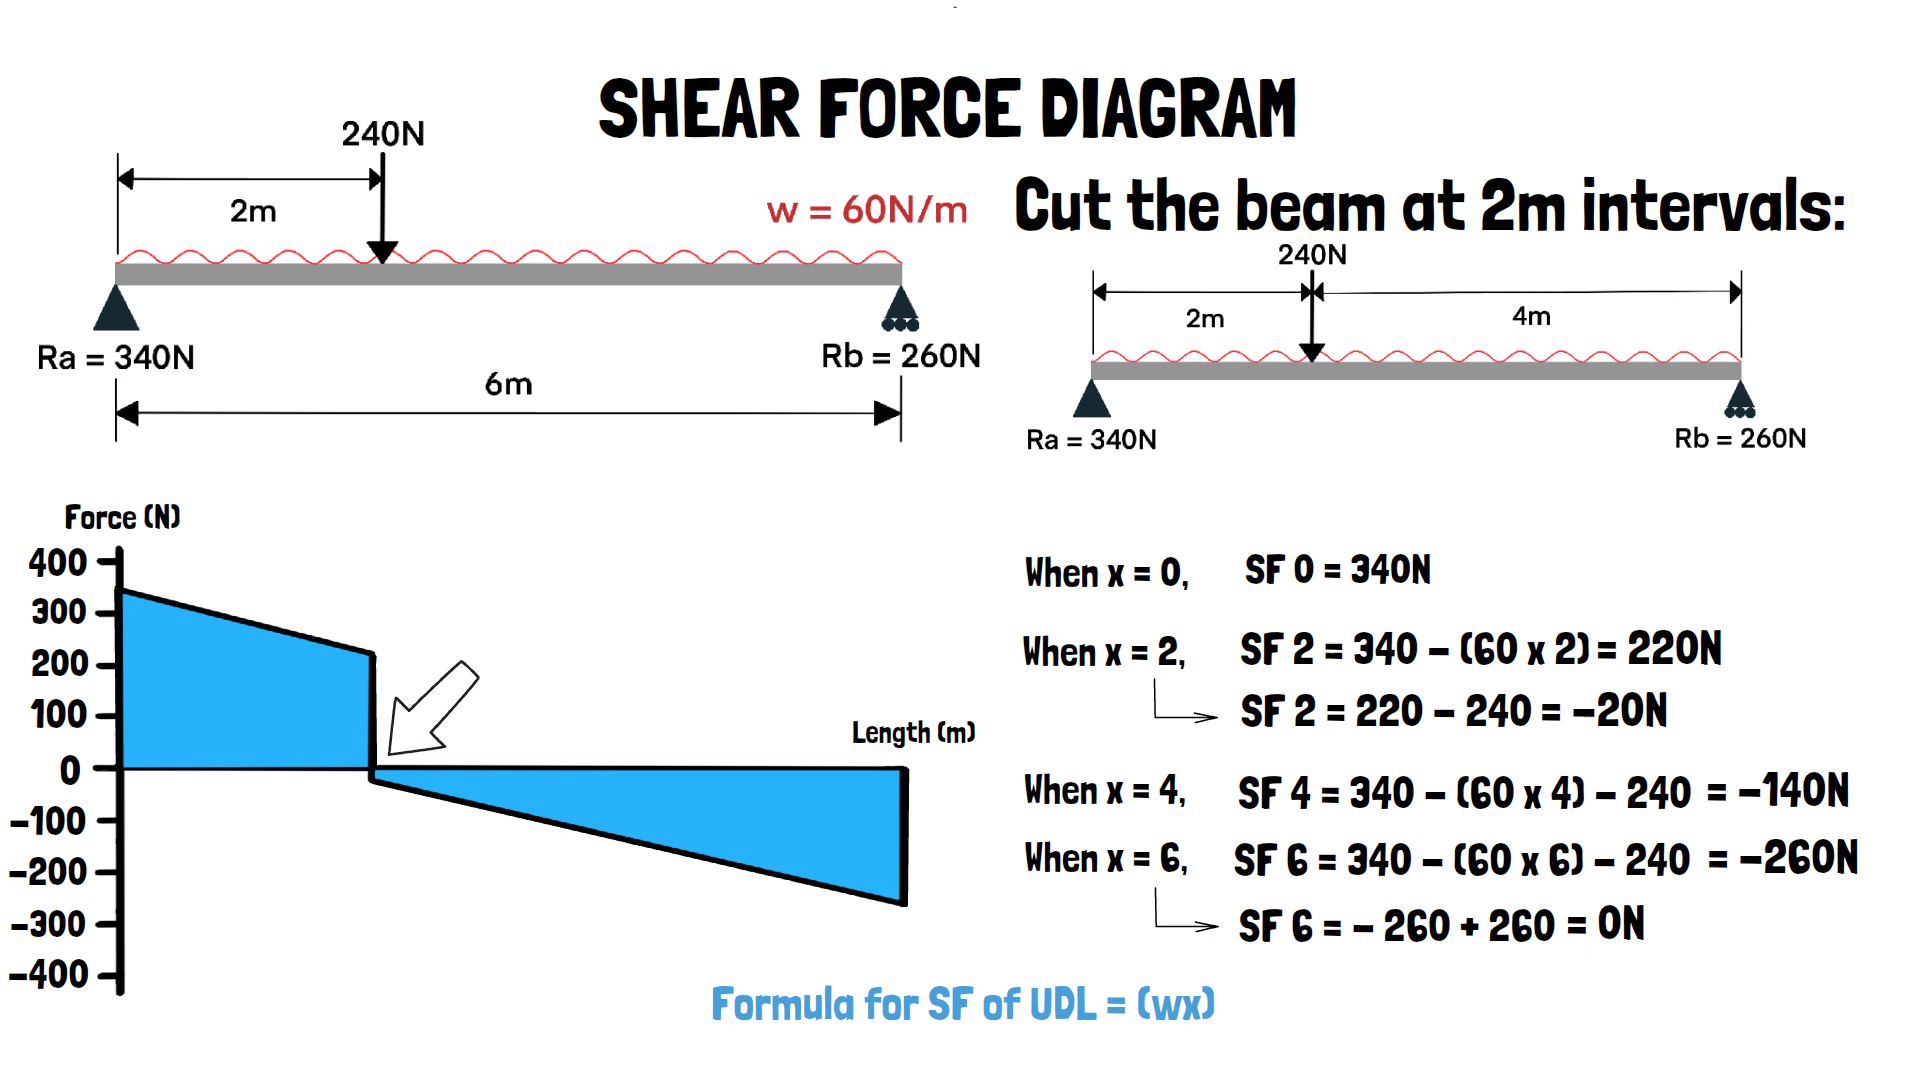 SHEAR FORCE DIAGRAM
240N
2m
w = 60N/m
Ra = 340N
Rb = 260N
6m
Cut the beam at 2m intervals:
240N
2m
4m
Ra = 340N
Rb = 260N
Force (N)
400
300
200
100
0
-100
-200
-300
-400
Length (m)
When x = 0, SF 0 = 340N
When x = 2, SF 2 = 340 - (60 x 2) = 220N
SF 2 = 220 - 240 = -20N
When x = 4, SF 4 = 340 - (60 x 4) - 240 = -140N
When x = 6, SF 6 = 340 - (60 x 6) - 240 = -260N
SF 6 = - 260 + 260 = 0N
Formula for SF of UDL = (wx)